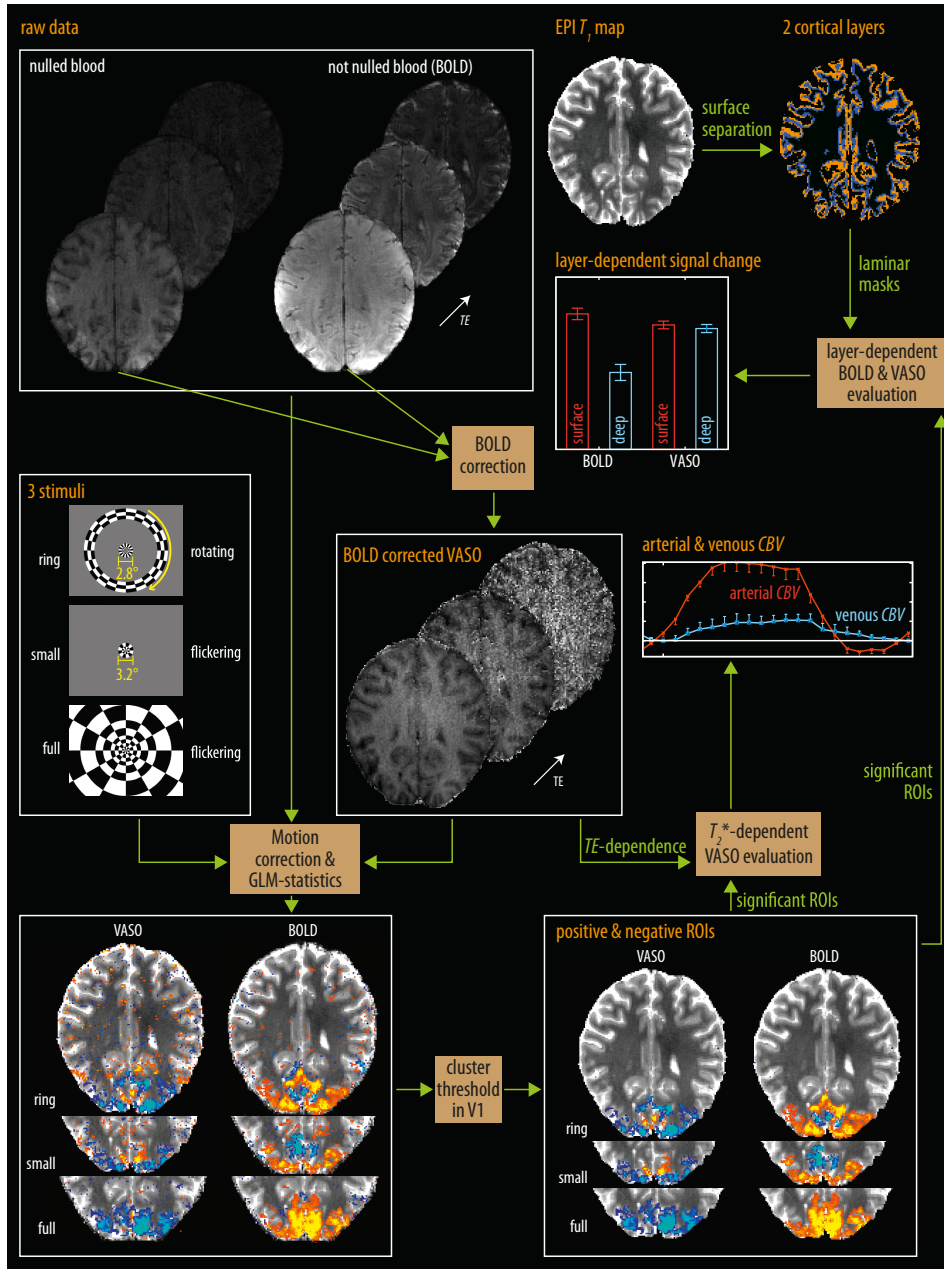 raw data
nulled blood
not nulled blood (BOLD)
TE
EPI T1 map
2 cortical layers
surface
separation
laminar
masks
layer-dependent signal change
surface
deep
surface
deep
BOLD
VASO
layer-dependent
BOLD & VASO
evaluation
BOLD
correction
3 stimuli
ring
2.8°
rotating
small
3.2°
flickering
full
flickering
BOLD corrected VASO
TE
arterial & venous CBV
arterial CBV
venous CBV
significant
ROIs
Motion
correction &
GLM-statistics
TE-dependence
T2*-dependent
VASO evaluation
significant ROIs
VASO
BOLD
ring
small
full
cluster
threshold
in V1
positive & negative ROIs
VASO
BOLD
ring
small
full